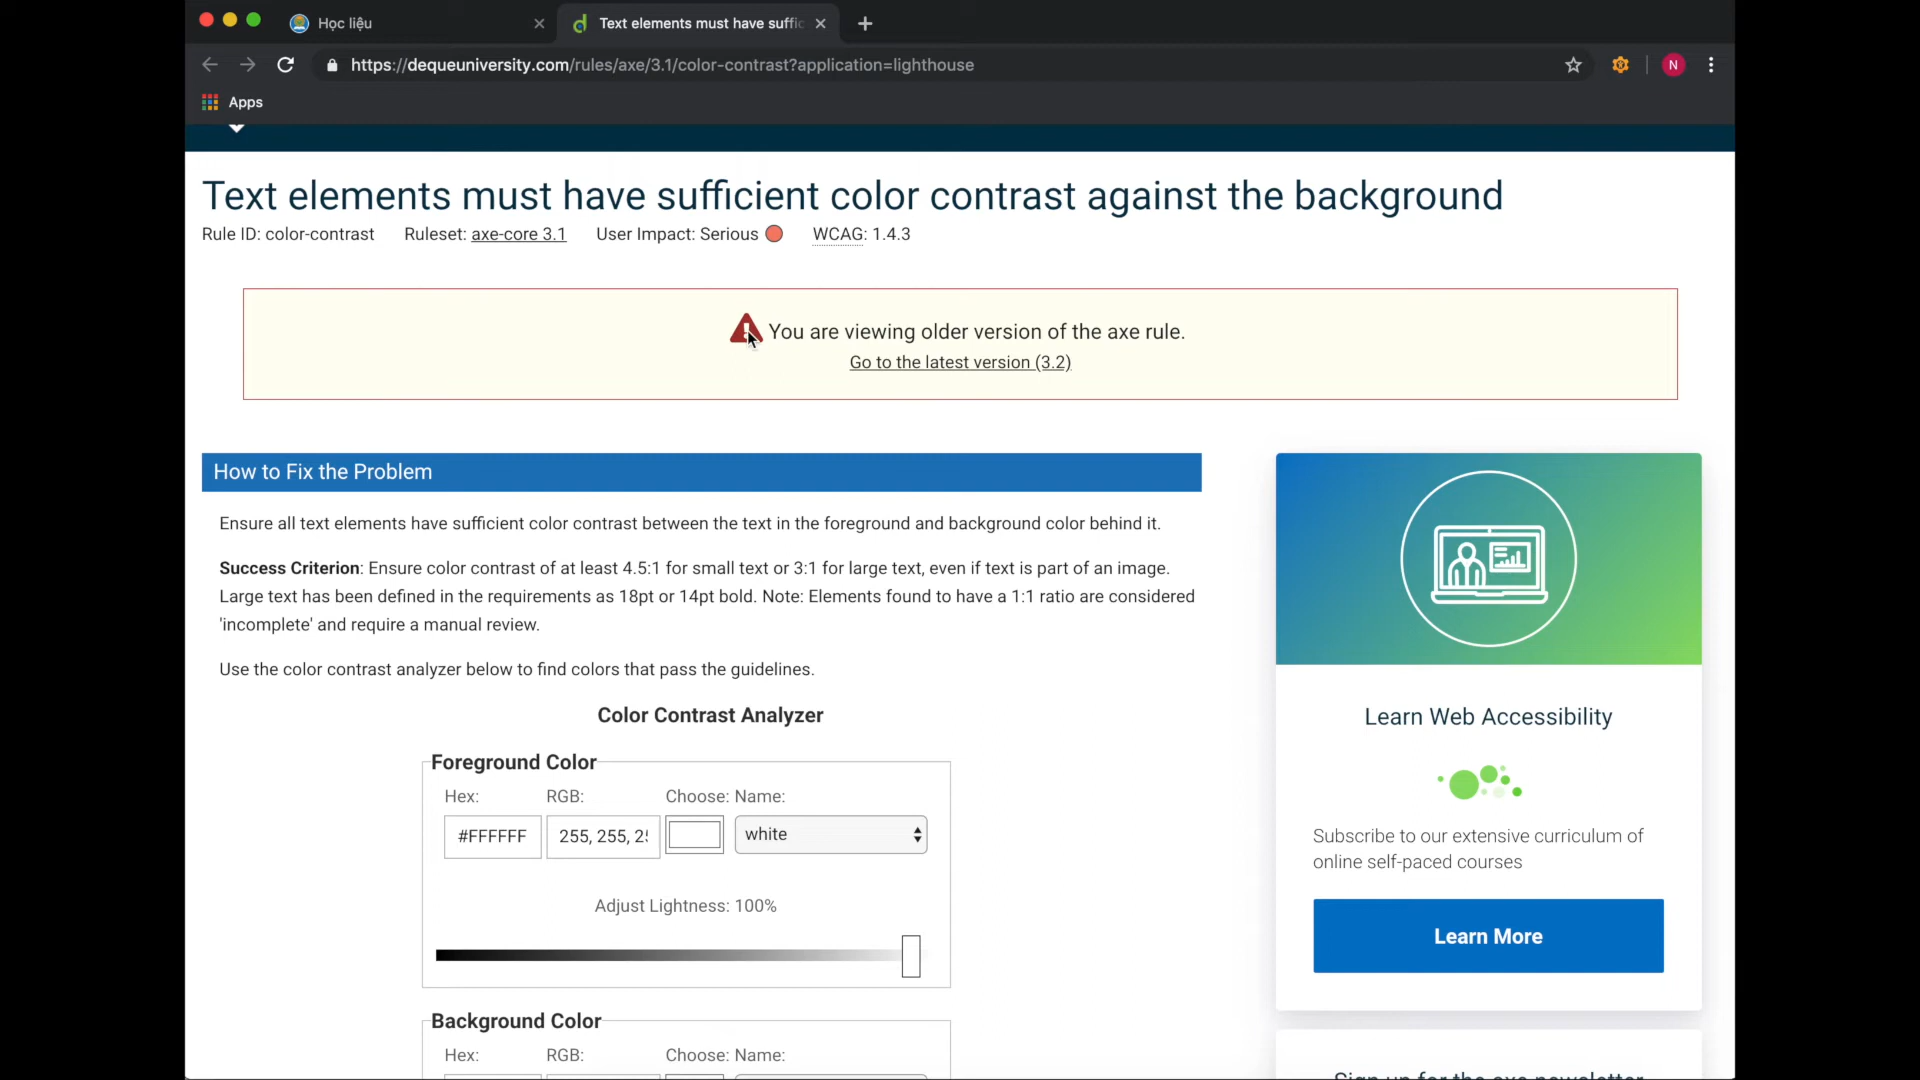 Học liệu
Text elements must have suffic
https://dequeuniversity.com/rules/axe/3.1/color-contrast?application=lighthouse
N
Apps
Text elements must have sufficient color contrast against the background
Rule ID: color-contrast Ruleset: axe-core 3.1 User Impact: Serious WCAG: 1.4.3
You are viewing older version of the axe rule.
Go to the latest version (3.2)
How to Fix the Problem
Ensure all text elements have sufficient color contrast between the text in the foreground and background color behind it.
Success Criterion: Ensure color contrast of at least 4.5:1 for small text or 3:1 for large text, even if text is part of an image.
Large text has been defined in the requirements as 18pt or 14pt bold. Note: Elements found to have a 1:1 ratio are considered
'incomplete' and require a manual review.
Use the color contrast analyzer below to find colors that pass the guidelines.
Color Contrast Analyzer
Foreground Color
Hex: RGB: Choose: Name:
#FFFFFF 255, 255, 25 white
Adjust Lightness: 100%
Background Color
Hex: RGB: Choose: Name:
Learn Web Accessibility
Subscribe to our extensive curriculum of
online self-paced courses
Learn More
Sign up for the axe newsletter